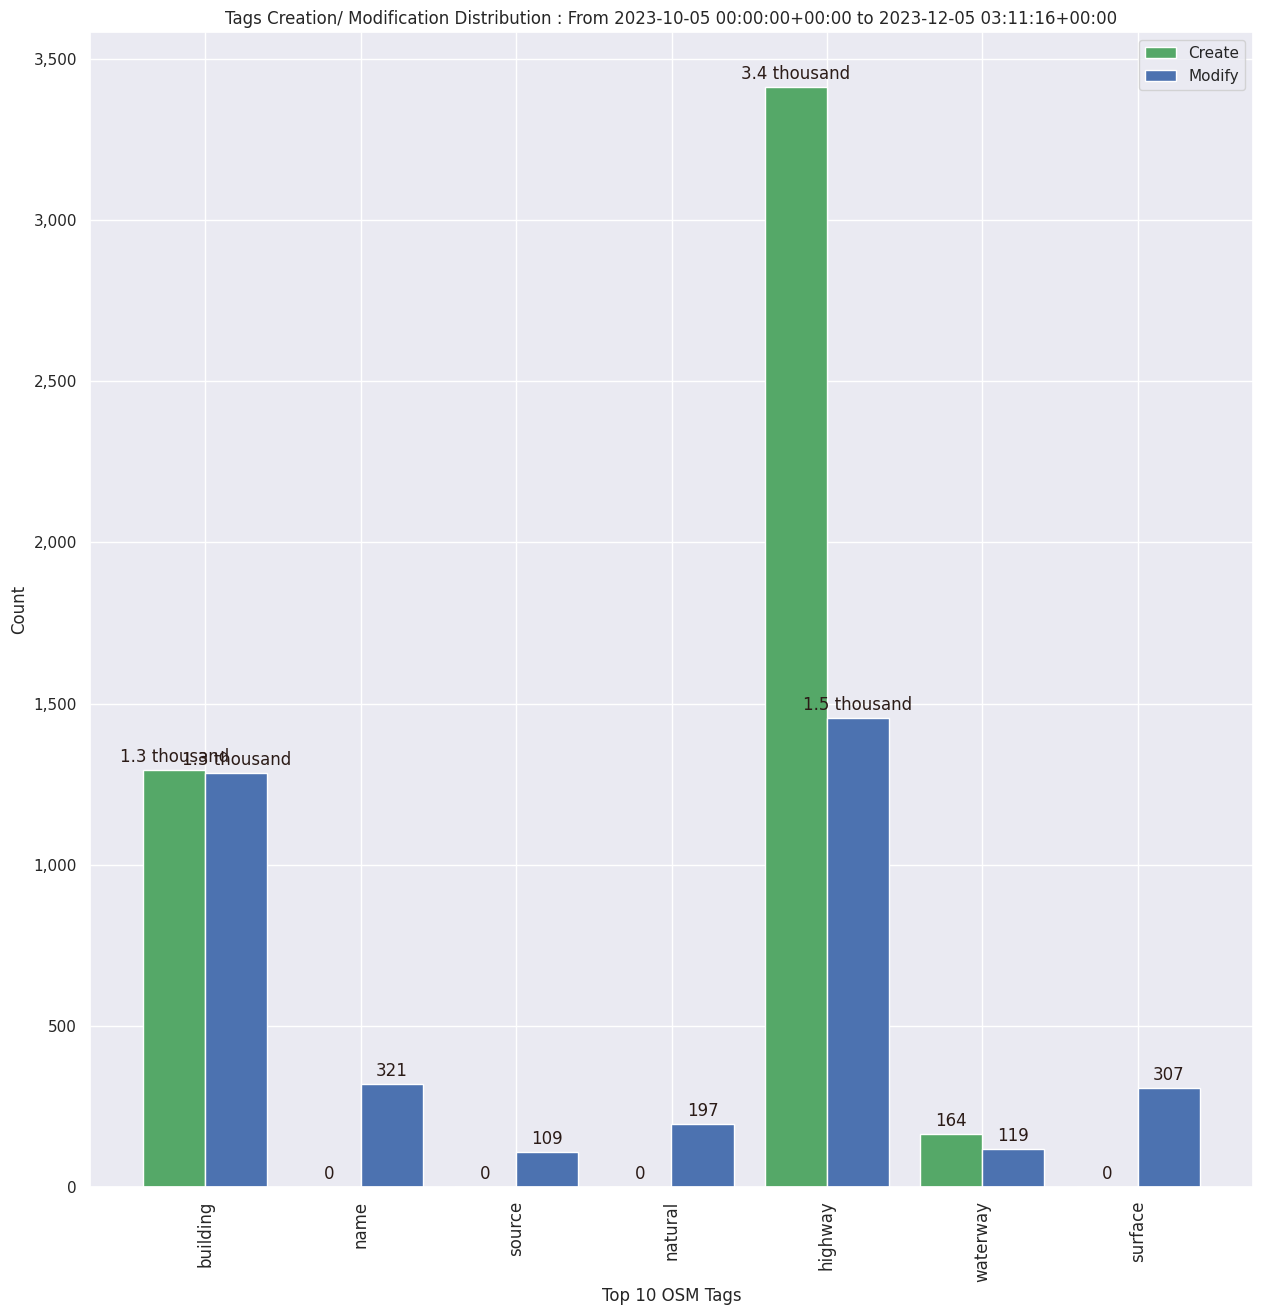 Tags Creation/ Modification Distribution : From 2023-10-05 00:00:00+00:00 to 2023-12-05 03:11:16+00:00
Create
Modify
3,500
3,000
2,500
2,000
1,500
1,000
500
0
Count
1.3 thousand
1.3 thousand
0
321
0
109
0
197
3.4 thousand
1.5 thousand
164
119
0
307
building
name
source
natural
highway
waterway
surface
Top 10 OSM Tags